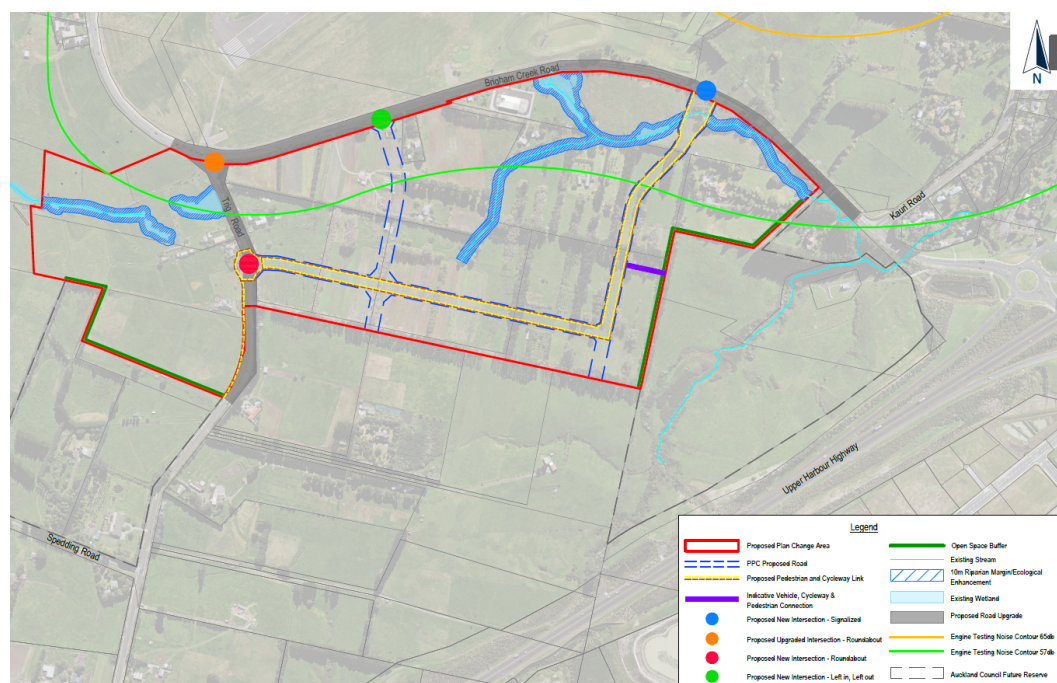 Brigham Creek Road
N
Trig Road
Kauri Road
Upper Harbour Highway
Spedding Road
Legend
Proposed Plan Change Area
PPC Proposed Road
Proposed Pedestrian and Cycleway Link
Indicative Vehicle, Cycleway &
Pedestrian Connection
Proposed New Intersection - Signalized
Proposed Upgraded Intersection - Roundabout
Proposed New Intersection - Roundabout
Proposed New Intersection - Left in, Left out
Open Space Buffer
Existing Stream
10m Riparian Margin/Ecological
Enhancement
Existing Wetland
Proposed Road Upgrade
Engine Testing Noise Contour 65db
Engine Testing Noise Contour 57db
Auckland Council Future Reserve